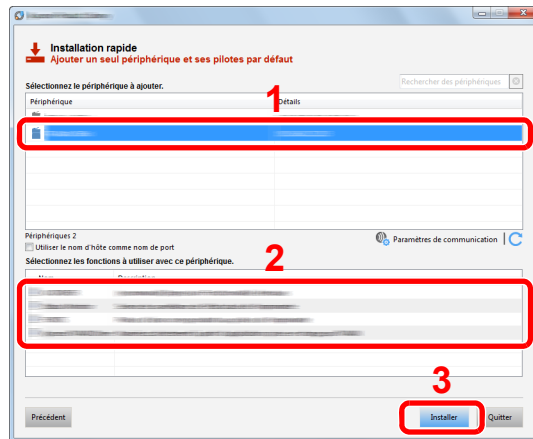 Installation rapide
Ajouter un seul périphérique et ses pilotes par défaut
Sélectionnez le périphérique à ajouter.
Rechercher des périphériques
1
Périphérique Détails
Périphériques 2
Paramètres de communication
Utiliser le nom d'hôte comme nom de port
2
Sélectionnez les fonctions à utiliser avec ce périphérique.
Nom Description
3
Précédent Installer Quitter